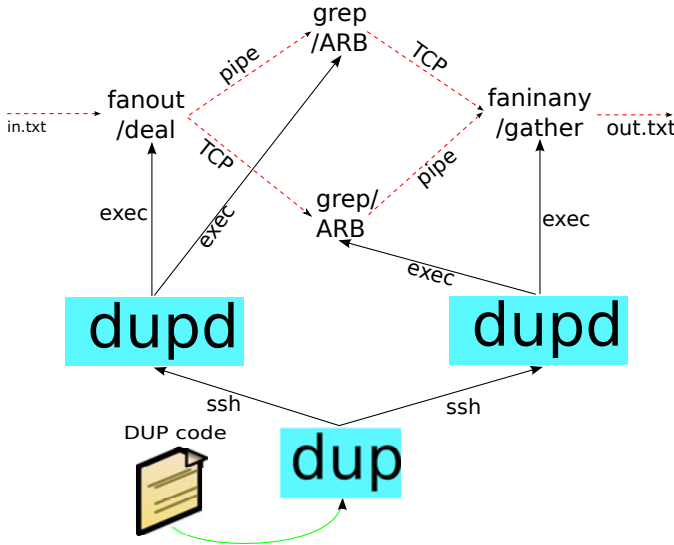 grep
/ARB
pipe
TCP
fanout
/deal
faninany
/gather
in.txt
out.txt
TCP
pipe
grep/
ARB
exec
exec
exec
exec
dupd
dupd
ssh
ssh
DUP code
dup